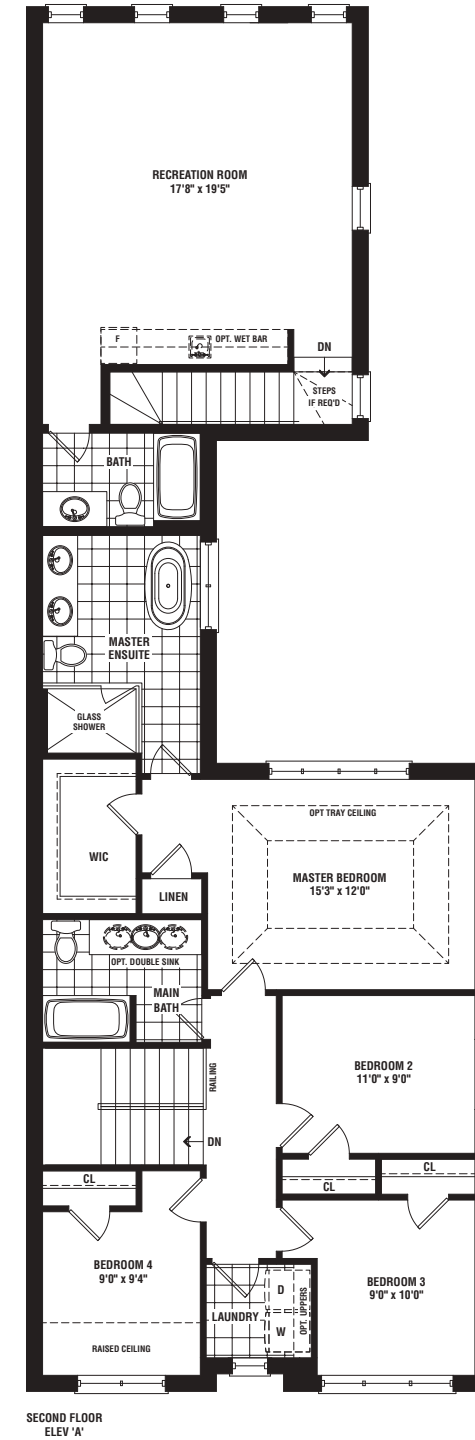 RECREATION ROOM
17'8" x 19'5"
F
OPT. WET BAR
DN
STEPS
IF REQ'D
BATH
MASTER
ENSUITE
GLASS
SHOWER
OPT TRAY CEILING
WIC
MASTER BEDROOM
15'3" x 12'0"
LINEN
OPT. DOUBLE SINK
MAIN
BATH
RAILING
BEDROOM 2
11'0" x 9'0"
DN
CL
CL
CL
BEDROOM 4
9'0" x 9'4"
BEDROOM 3
9'0" x 10'0"
D
LAUNDRY
W
OPT. UPPERS
RAISED CEILING
SECOND FLOOR
ELEV 'A'